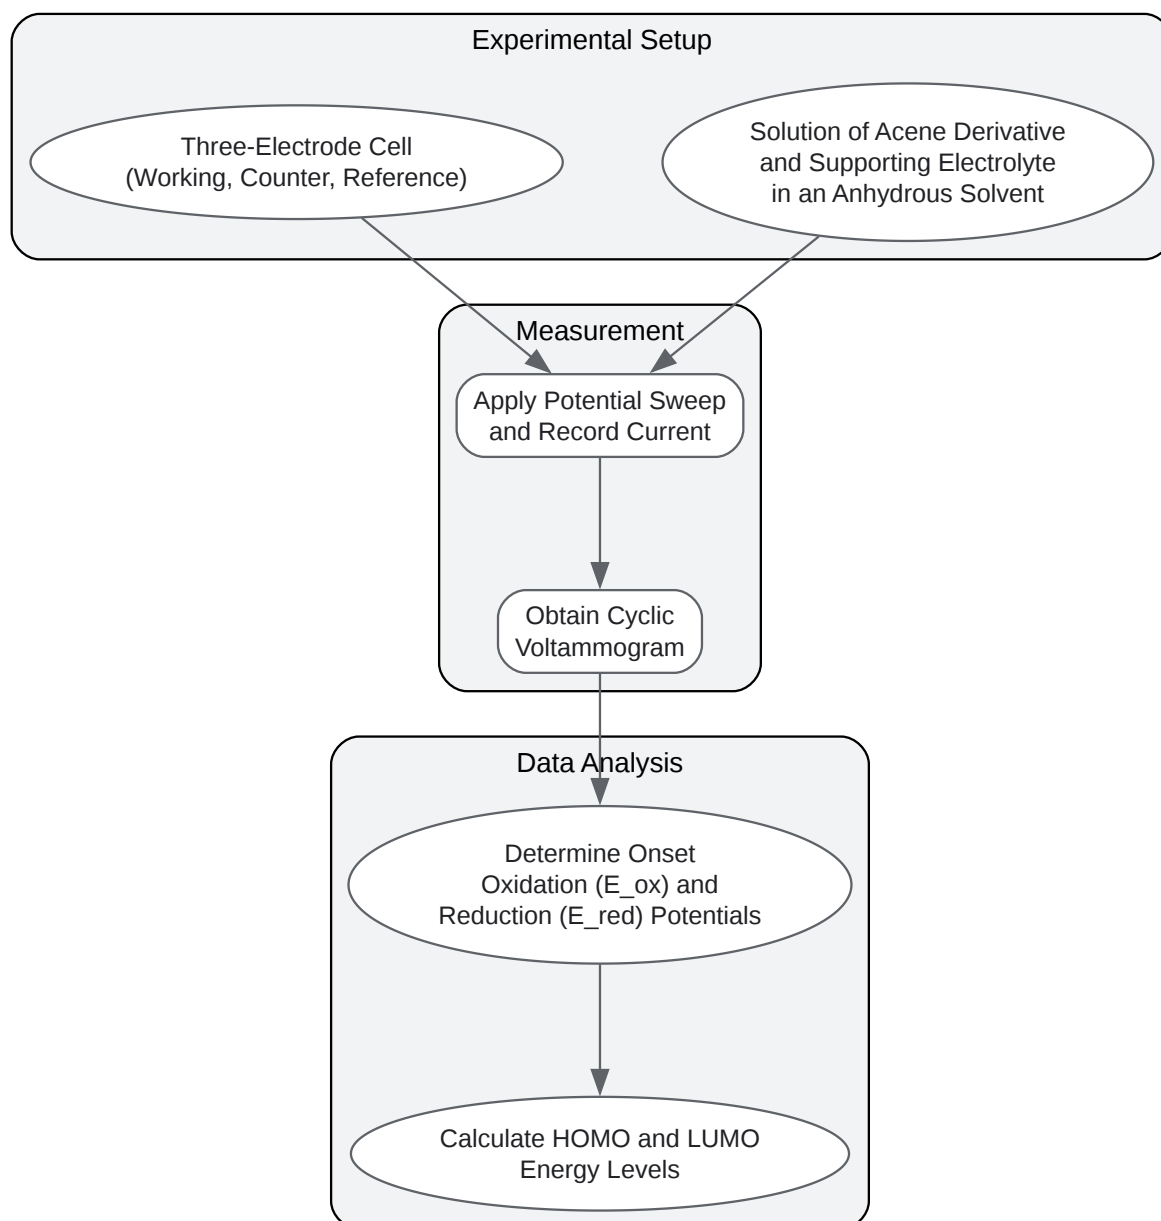 Experimental Setup
Three-Electrode Cell
(Working, Counter, Reference)
Solution of Acene Derivative
and Supporting Electrolyte
in an Anhydrous Solvent
Measurement
Apply Potential Sweep
and Record Current
Obtain Cyclic
Voltammogram
Data Analysis
Determine Onset
Oxidation (E_ox) and
Reduction (E_red) Potentials
Calculate HOMO and LUMO
Energy Levels